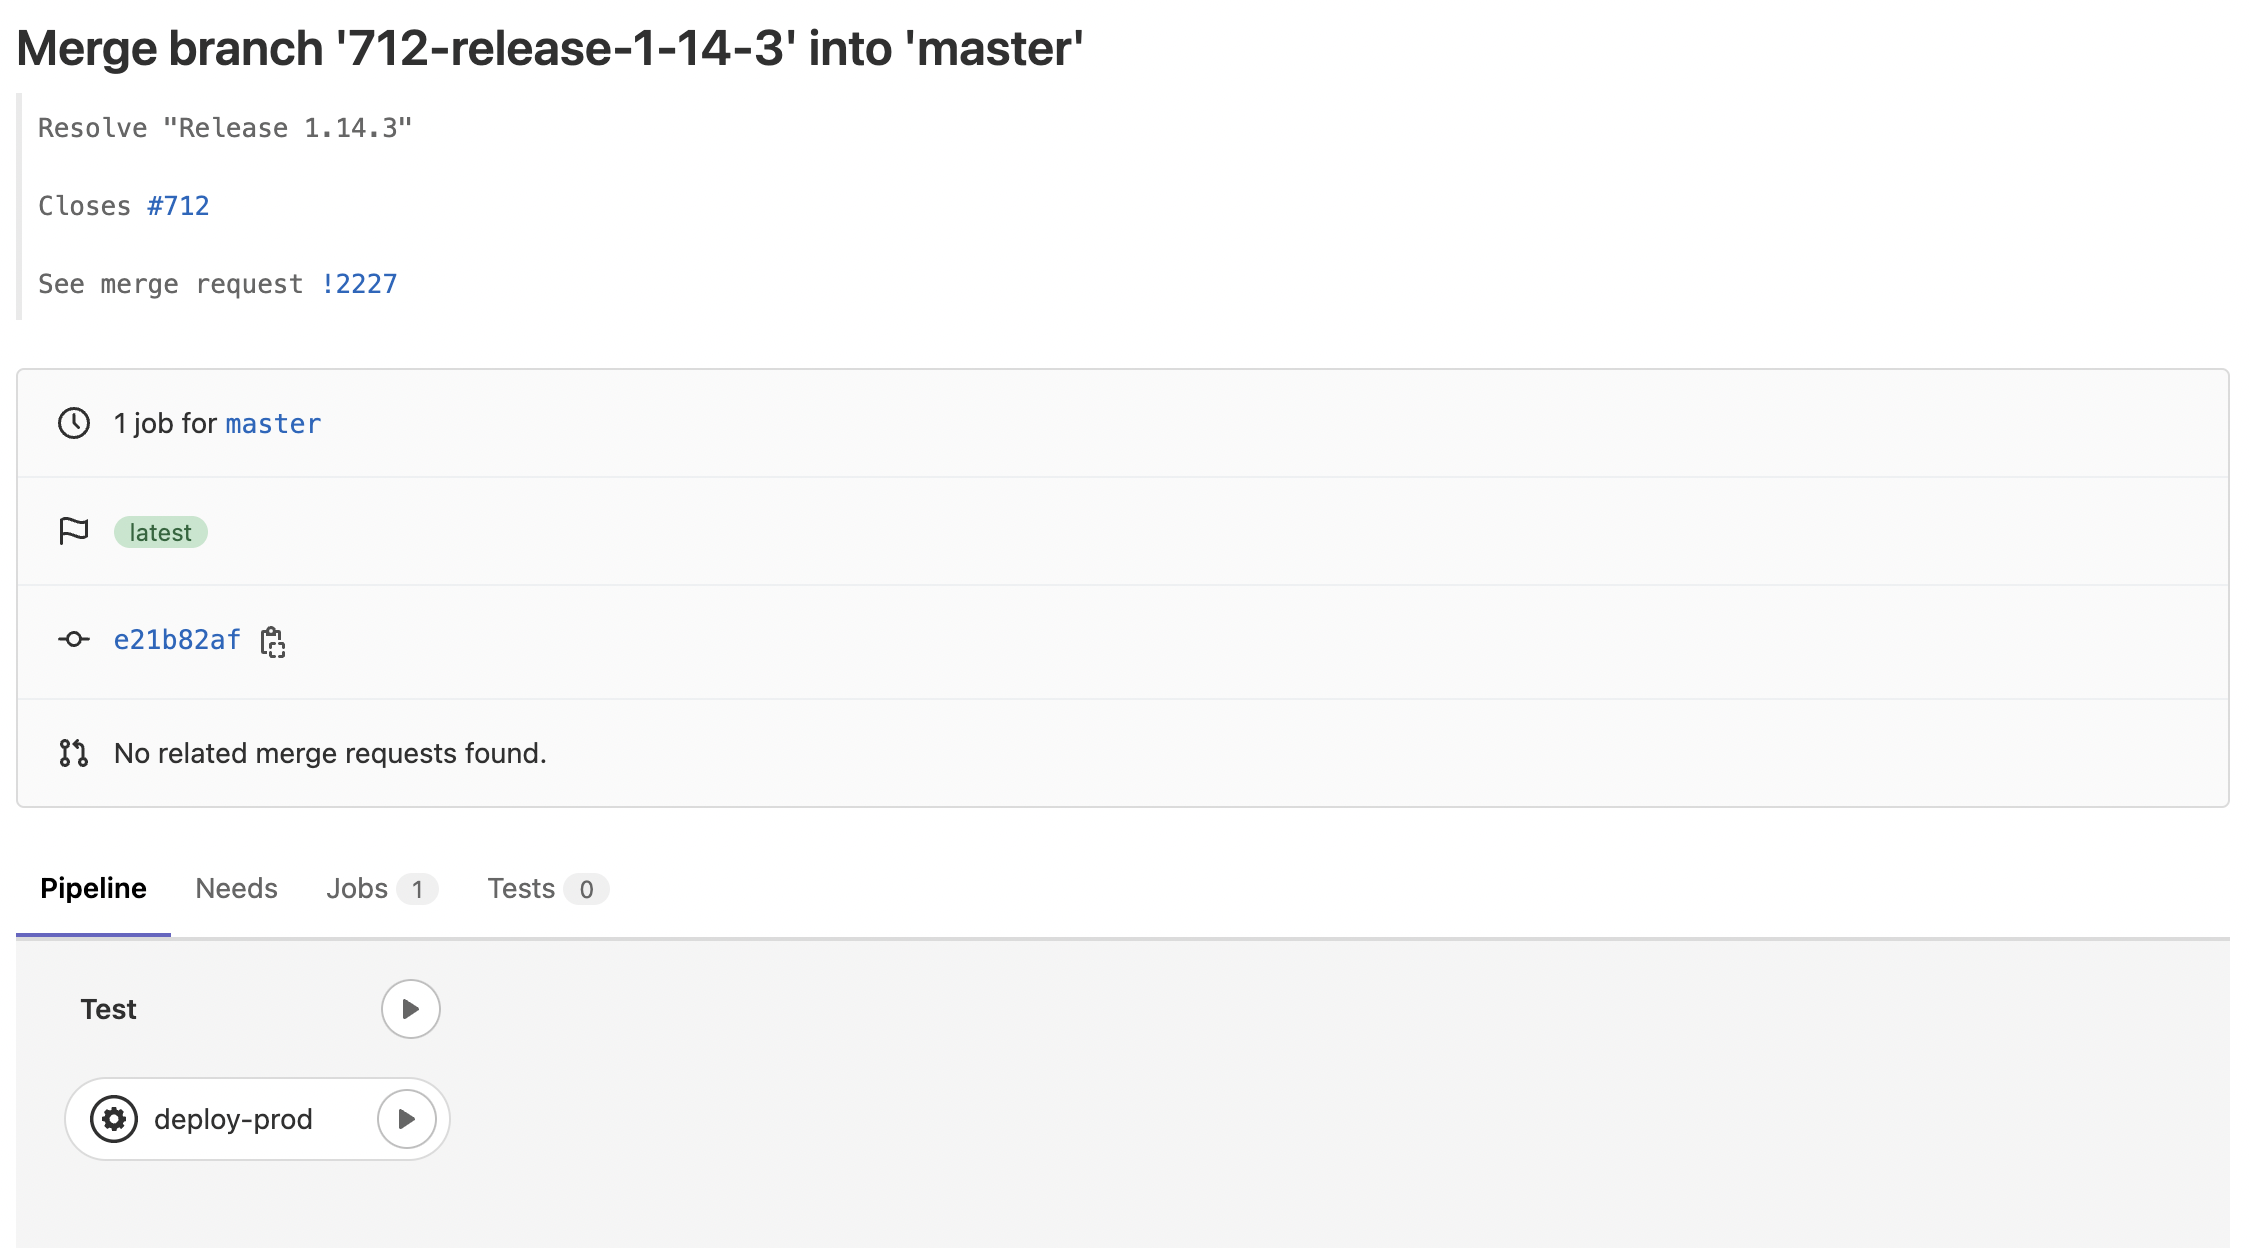 Merge branch '712-release-1-14-3' into 'master'
Resolve "Release 1.14.3"
Closes #712
See merge request !2227
1 job for master
latest
e21b82af
No related merge requests found.
Pipeline Needs Jobs 1 Tests 0
Test
deploy-prod